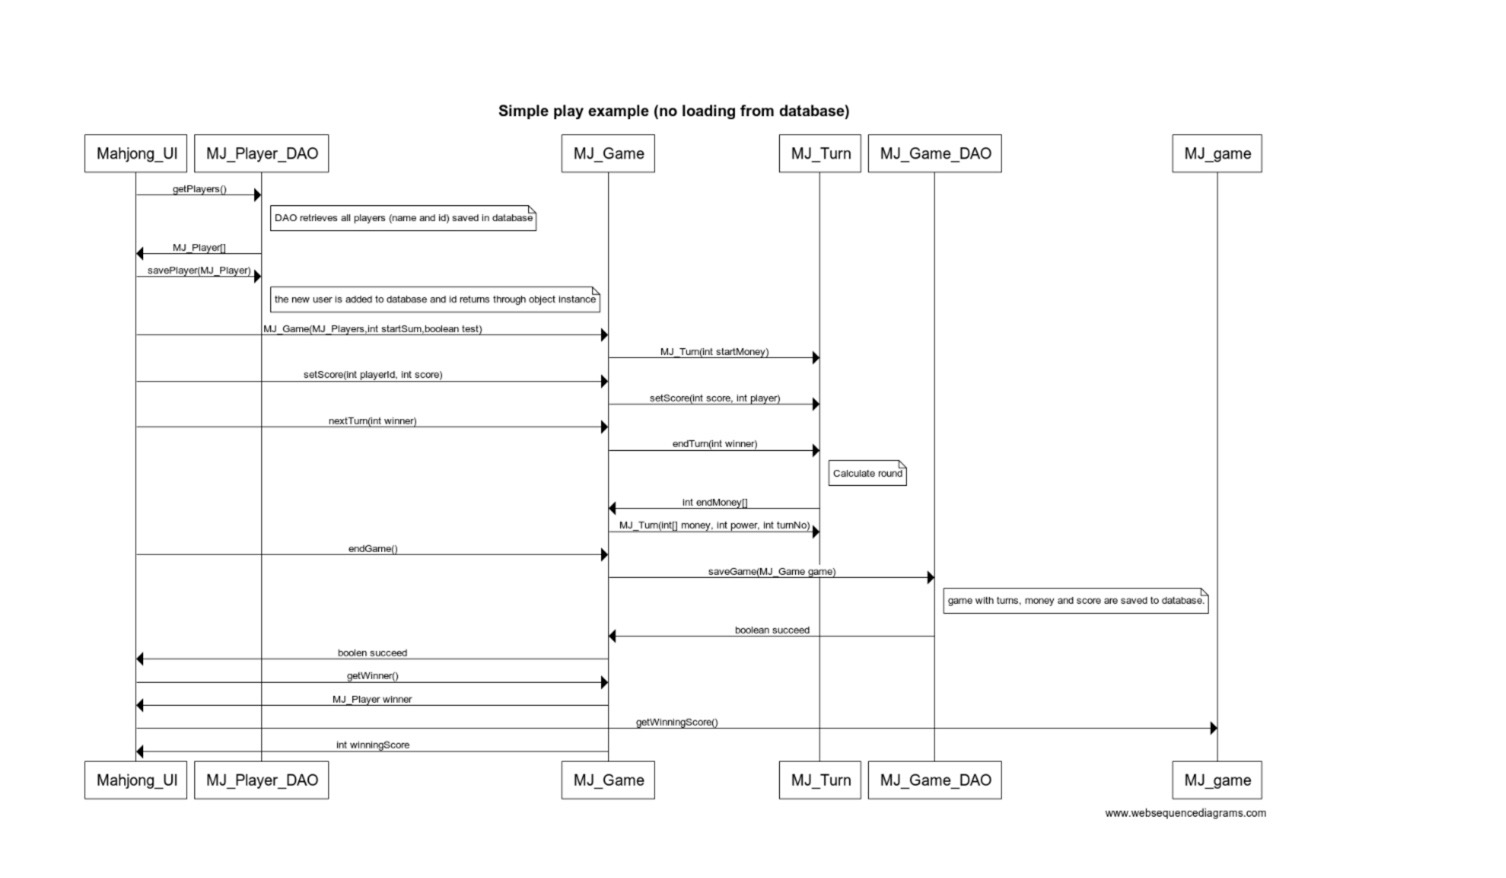 Simple play example (no loading from database)
Mahjong_UI
MJ_Player_DAO
MJ_Game
MJ_Turn
MJ_Game_DAO
MJ_game
getPlayers()
DAO retrieves all players (name and id) saved in database
MJ_Player[]
savePlayer(MJ_Player)
the new user is added to database and id returns through object instance
MJ_Game(MJ_Players,int startSum,boolean test)
MJ_Turn(int startMoney)
setScore(int playerId, int score)
setScore(int score, int player)
nextTurn(int winner)
endTurn(int winner)
Calculate round
int endMoney[]
MJ_Turn(int[] money, int power, int turnNo)
endGame()
saveGame(MJ_Game game)
game with turns, money and score are saved to database.
boolean succeed
boolen succeed
getWinner()
MJ_Player winner
getWinningScore()
int winningScore
Mahjong_UI
MJ_Player_DAO
MJ_Game
MJ_Turn
MJ_Game_DAO
MJ_game
www.websequencediagrams.com